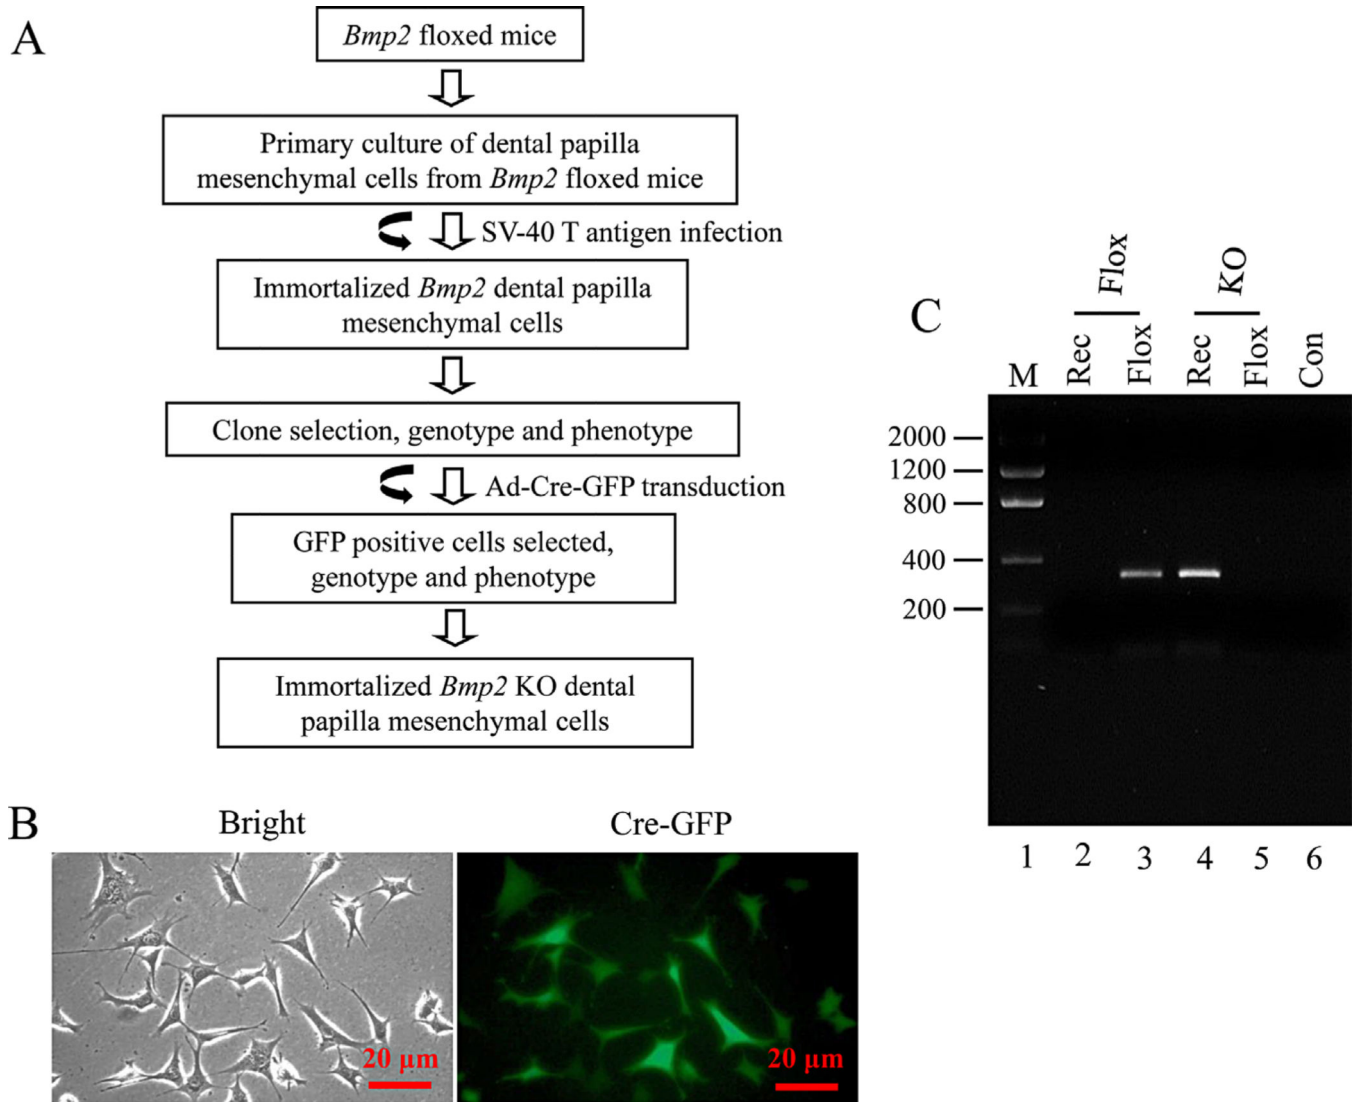 A
Bmp2 floxed mice
Primary culture of dental papilla
mesenchymal cells from Bmp2 floxed mice
SV-40 T antigen infection
Immortalized Bmp2 dental papilla
mesenchymal cells
Clone selection, genotype and phenotype
Ad-Cre-GFP transduction
GFP positive cells selected,
genotype and phenotype
Immortalized Bmp2 KO dental
papilla mesenchymal cells
B
Bright
Cre-GFP
20 µm
20 µm
C
Flox
KO
M
Rec
Flox
Rec
Flox
Con
2000
1200
800
400
200
1 2 3 4 5 6